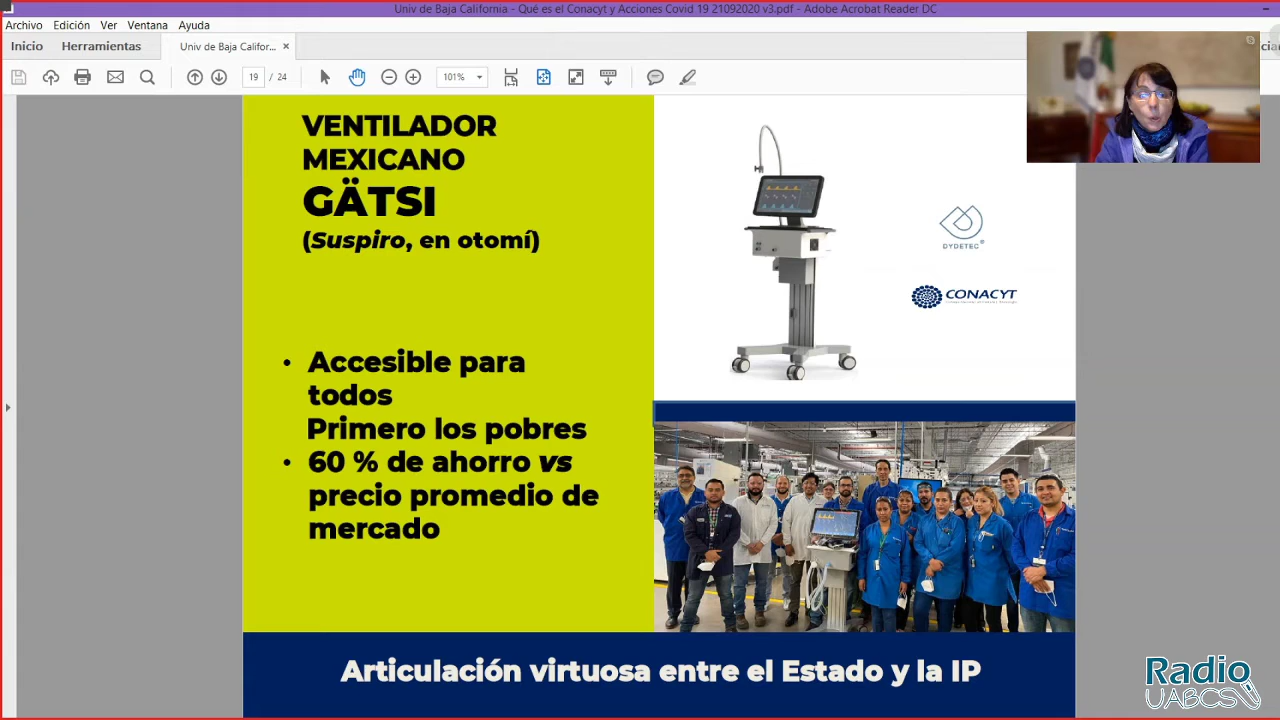 Univ de Baja California - Qué es el Conacyt y Acciones Covid 19 21092020 v3.pdf - Adobe Acrobat Reader DC
Archivo Edición Ver Ventana Ayuda
Inicio Herramientas Univ de Baja Califor... ×
19 / 24 101%
VENTILADOR
MEXICANO
GÄTSI
(Suspiro, en otomí)
DYDETEC®
CONACYT
• Accesible para
todos
Primero los pobres
• 60 % de ahorro vs
precio promedio de
mercado
Articulación virtuosa entre el Estado y la IP
Radio
UABCS